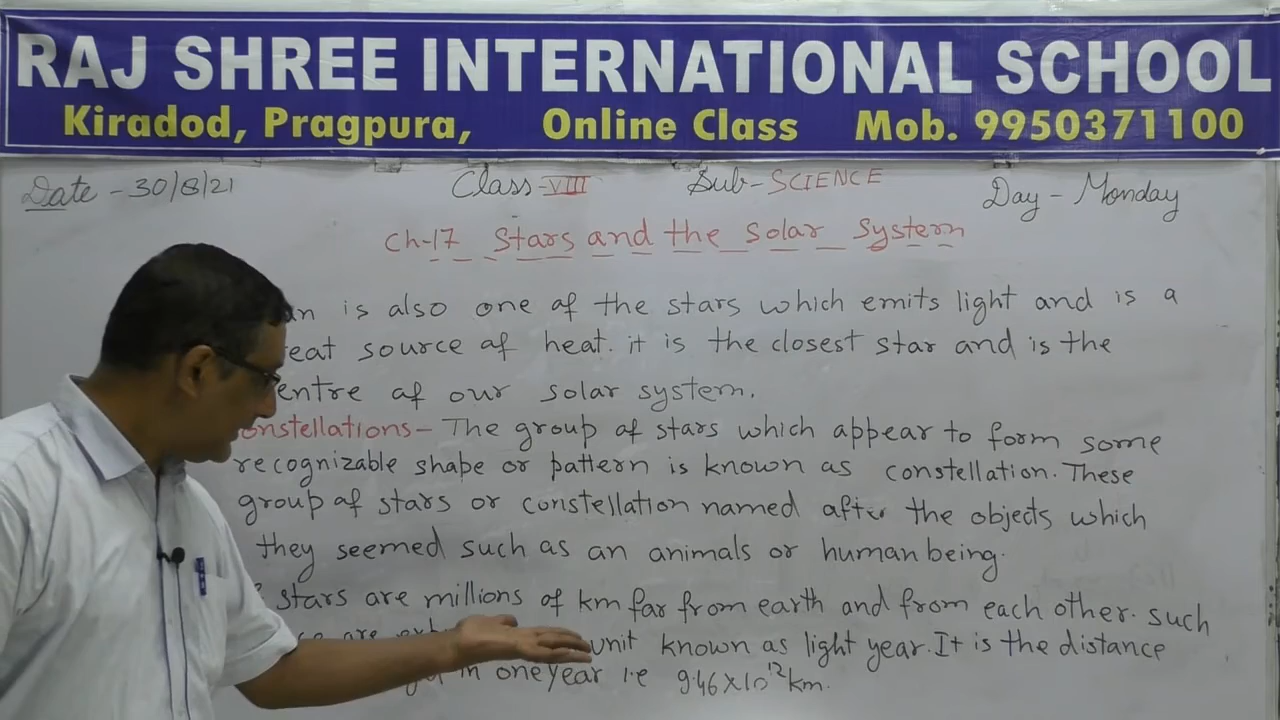 RAJ SHREE INTERNATIONAL SCHOOL
Kiradod, Pragpura, Online Class Mob. 9950371100
Date - 30/8/21 Class - VIII Sub - SCIENCE Day - Monday
Ch-17 Stars and the Solar System
is also one of the stars which emits light and is a
source of heat. it is the closest star and is the
of our solar system.
Constellations - The group of stars which appear to form some
recognizable shape or pattern is known as constellation. These
group of stars or constellation named after the objects which
they seemed such as an animals or human being.
stars are millions of km far from earth and from each other. such
are unit known as light year. It is the distance
in one year i.e 9.46×10¹²km.